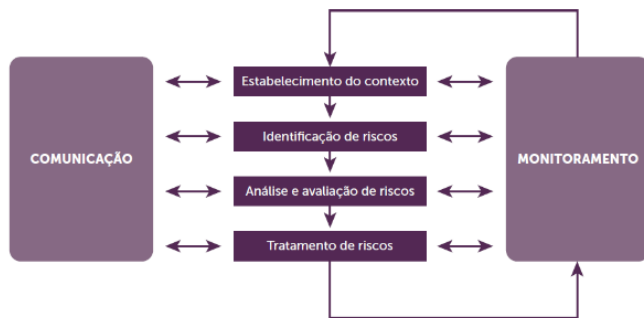 Estabelecimento do contexto
Identificação de riscos
COMUNICAÇÃO
MONITORAMENTO
Análise e avaliação de riscos
Tratamento de riscos